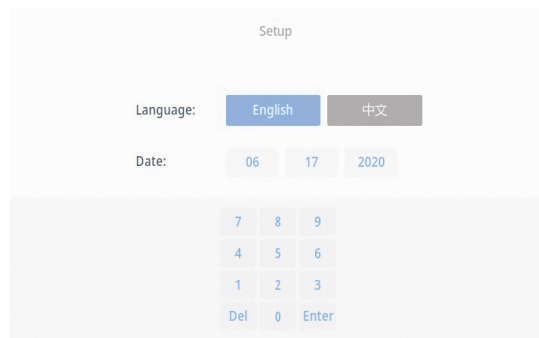 Setup
Language: English 中文
Date: 06 17 2020
7 8 9
4 5 6
1 2 3
Del 0 Enter